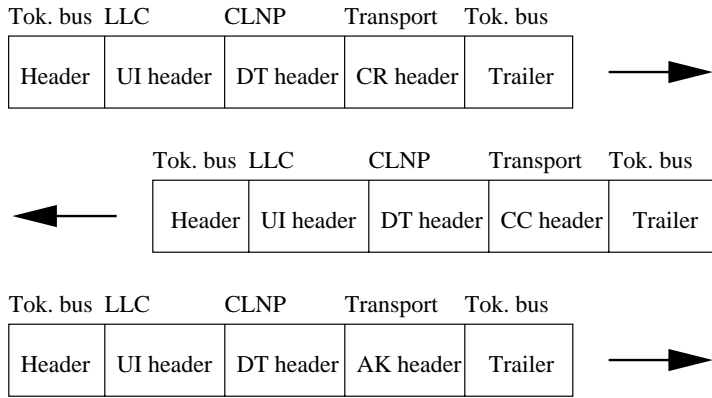 Tok. bus LLC CLNP Transport Tok. bus
Header UI header DT header CR header Trailer
Tok. bus LLC CLNP Transport Tok. bus
Header UI header DT header CC header Trailer
Tok. bus LLC CLNP Transport Tok. bus
Header UI header DT header AK header Trailer